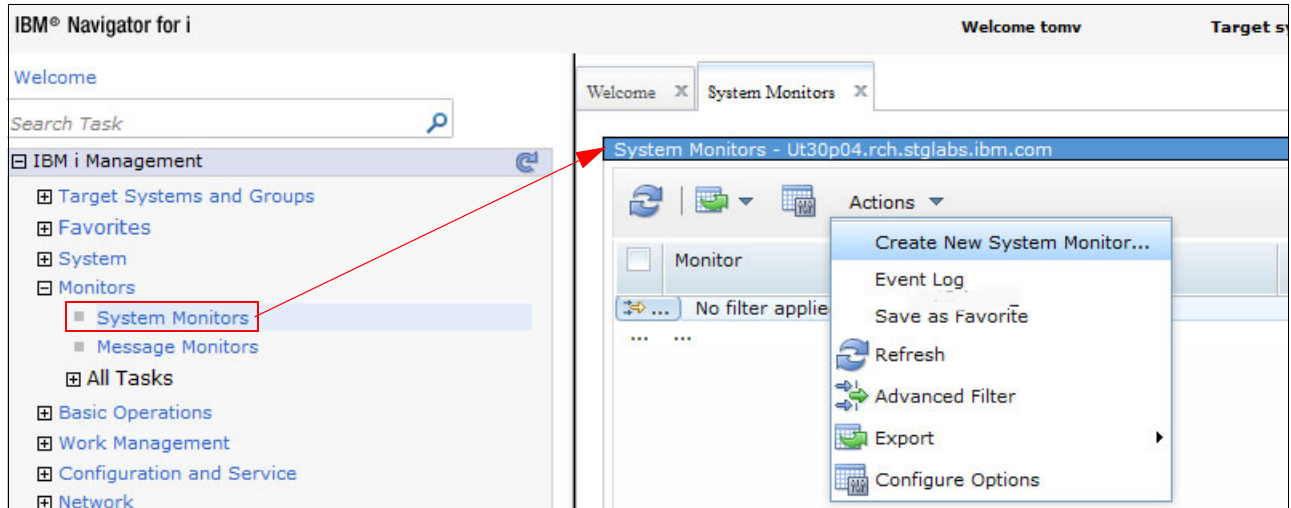 IBM® Navigator for i
Welcome tomv
Target s
Welcome
Search Task
IBM i Management
Target Systems and Groups
Favorites
System
Monitors
System Monitors
Message Monitors
All Tasks
Basic Operations
Work Management
Configuration and Service
Network
Welcome X
System Monitors X
System Monitors - Ut30p04.rch.stglabs.ibm.com
Actions
Monitor
... No filter applie
... ...
Create New System Monitor...
Event Log
Save as Favorite
Refresh
Advanced Filter
Export
Configure Options